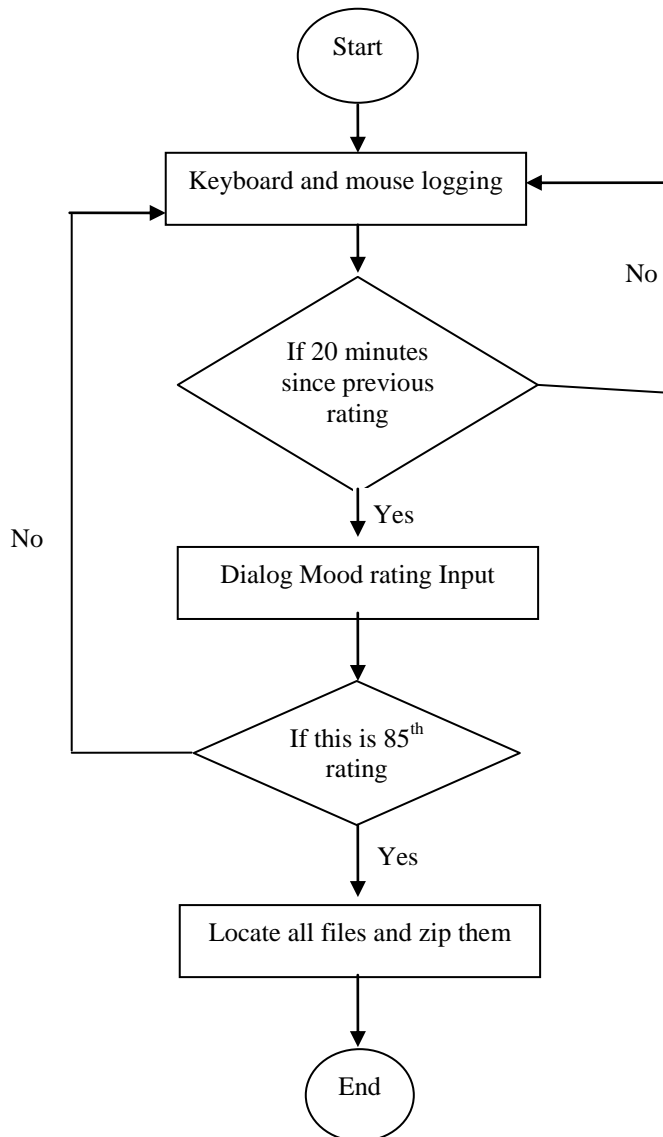 Start
Keyboard and mouse logging
No
If 20 minutes
since previous
rating
Yes
No
Dialog Mood rating Input
If this is 85th
rating
Yes
Locate all files and zip them
End